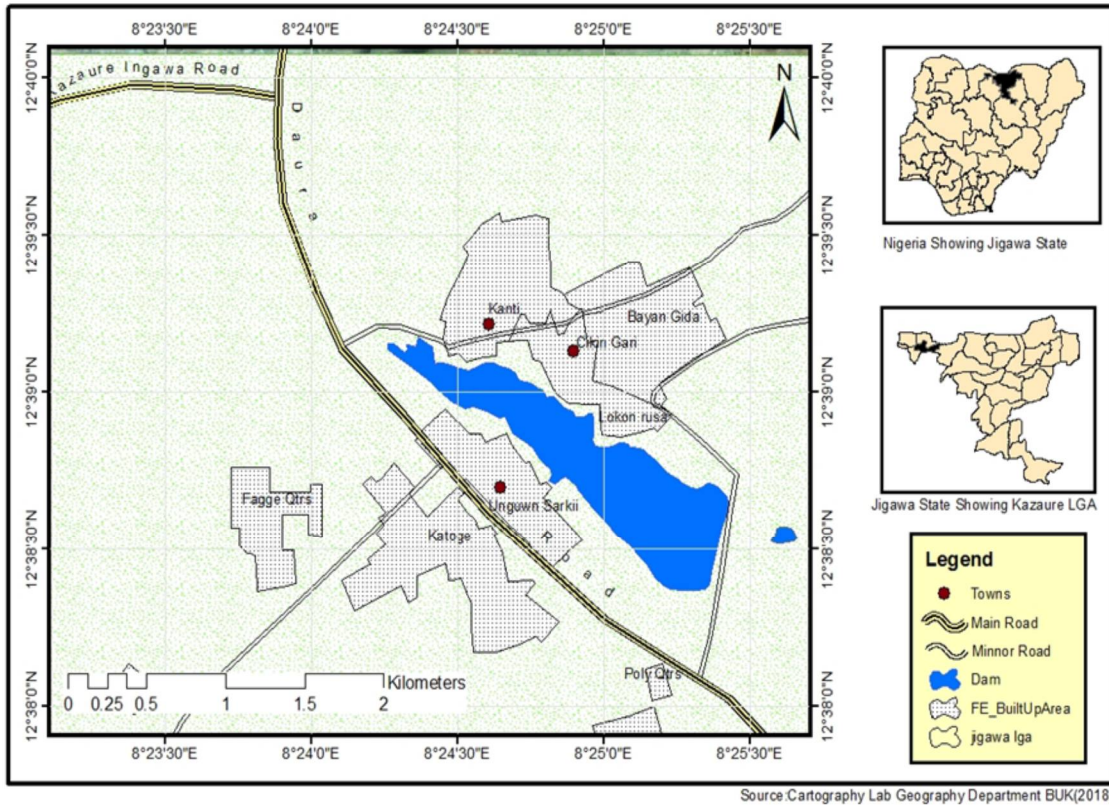 8°23'30"E 8°24'0"E 8°24'30"E 8°25'0"E 8°25'30"E
12°40'0"N
12°39'30"N
12°39'0"N
12°38'30"N
12°38'0"N
Kazaure Ingawa Road
Daura
N
Kanti
Bayan Gida
Cikin Gari
Lokon rusa
Fagge Qtrs
Unguwn Sarkii
Katoge
Road
Poly Qtrs
Kilometers
0 0.25 0.5 1 1.5 2
12°40'0"N
12°39'30"N
12°39'0"N
12°38'30"N
12°38'0"N
8°23'30"E 8°24'0"E 8°24'30"E 8°25'0"E 8°25'30"E
Nigeria Showing Jigawa State
Jigawa State Showing Kazaure LGA
Legend
Towns
Main Road
Minnor Road
Dam
FE_BuiltUpArea
jigawa lga
Source:Cartography Lab Geography Department BUK(2018